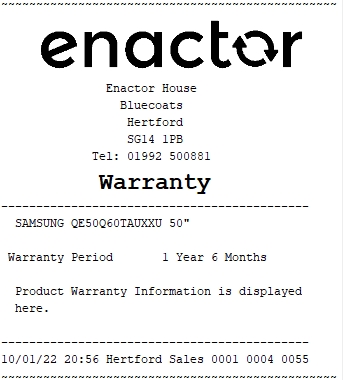 ~~~~~~~~~~~~~~~~~~~~~~~~~~~~~~~~~~~~~~~~~~~~
enactor
Enactor House
Bluecoats
Hertford
SG14 1PB
Tel: 01992 500881
Warranty
--------------------------------------------
SAMSUNG QE50Q60TAUXXU 50"
Warranty Period 1 Year 6 Months
Product Warranty Information is displayed
here.
--------------------------------------------
10/01/22 20:56 Hertford Sales 0001 0004 0055
~~~~~~~~~~~~~~~~~~~~~~~~~~~~~~~~~~~~~~~~~~~~